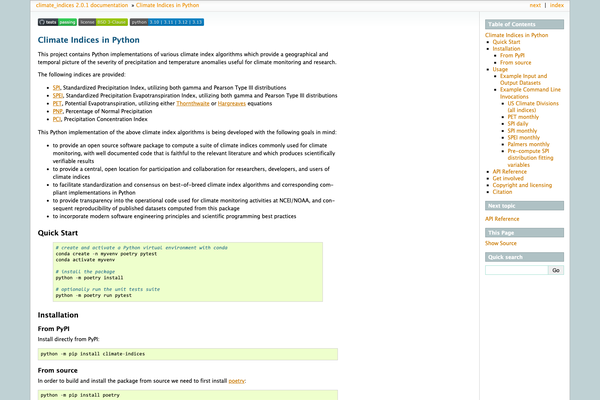 climate_indices 2.0.1 documentation » Climate Indices in Python
next | index
tests passing license BSD 3-Clause python 3.10 | 3.11 | 3.12 | 3.13
Climate Indices in Python
This project contains Python implementations of various climate index algorithms which provide a geographical and
temporal picture of the severity of precipitation and temperature anomalies useful for climate monitoring and research.
The following indices are provided:
• SPI, Standardized Precipitation Index, utilizing both gamma and Pearson Type III distributions
• SPEI, Standardized Precipitation Evapotranspiration Index, utilizing both gamma and Pearson Type III distributions
• PET, Potential Evapotranspiration, utilizing either Thornthwaite or Hargreaves equations
• PNP, Percentage of Normal Precipitation
• PCI, Precipitation Concentration Index
This Python implementation of the above climate index algorithms is being developed with the following goals in mind:
• to provide an open source software package to compute a suite of climate indices commonly used for climate
monitoring, with well documented code that is faithful to the relevant literature and which produces scientifically
verifiable results
• to provide a central, open location for participation and collaboration for researchers, developers, and users of
climate indices
• to facilitate standardization and consensus on best-of-breed climate index algorithms and corresponding com-
pliant implementations in Python
• to provide transparency into the operational code used for climate monitoring activities at NCEI/NOAA, and con-
sequent reproducibility of published datasets computed from this package
• to incorporate modern software engineering principles and scientific programming best practices
Quick Start
# create and activate a Python virtual environment with conda
conda create -n myvenv poetry pytest
conda activate myvenv
# install the package
python -m poetry install
# optionally run the unit tests suite
python -m poetry run pytest
Installation
From PyPI
Install directly from PyPI:
python -m pip install climate-indices
From source
In order to build and install the package from source we need to first install poetry:
python -m pip install poetry
Table of Contents
Climate Indices in Python
• Quick Start
• Installation
• From PyPI
• From source
• Usage
• Example Input and
Output Datasets
• Example Command Line
Invocations
• US Climate Divisions
(all indices)
• PET monthly
• SPI daily
• SPI monthly
• SPEI monthly
• Palmers monthly
• Pre-compute SPI
distribution fitting
variables
• API Reference
• Get involved
• Copyright and licensing
• Citation
Next topic
API Reference
This Page
Show Source
Quick search
Go